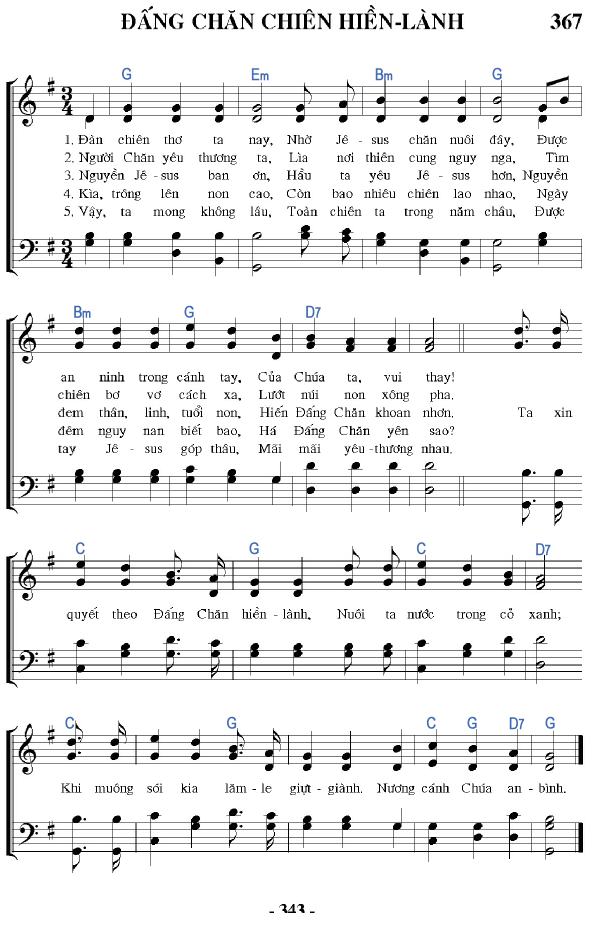 ĐẤNG CHĂN CHIÊN HIỀN-LÀNH 367
G Em Bm G
1. Đàn chiên thơ ta nay, Nhờ Jê-sus chăn nuôi đây, Được
2. Người Chăn yêu thương ta, Lìa nơi thiên cung nguy nga, Tìm
3. Nguyền Jê-sus ban ơn, Hầu ta yêu Jê-sus hơn, Nguyền
4. Kìa, trông lên non cao, Còn bao nhiêu chiên lao nhao, Ngày
5. Vậy, ta mong không lâu, Toàn chiên ta trong năm châu, Được
Bm G D7
an ninh trong cánh tay, Của Chúa ta, vui thay!
chiên bơ vơ cách xa, Lướt núi non xông pha.
đem thân, linh, tuổi non, Hiến Đấng Chăn khoan nhơn. Ta xin
đêm nguy nan biết bao, Há Đấng Chăn yên sao?
tay Jê-sus góp thâu, Mãi mãi yêu-thương nhau.
C G C D7
quyết theo Đấng Chăn hiền-lành, Nuôi ta nước trong cỏ xanh;
C G C G D7 G
Khi muông sói kia lăm-le giựt-giành. Nương cánh Chúa an-bình.
- 343 -